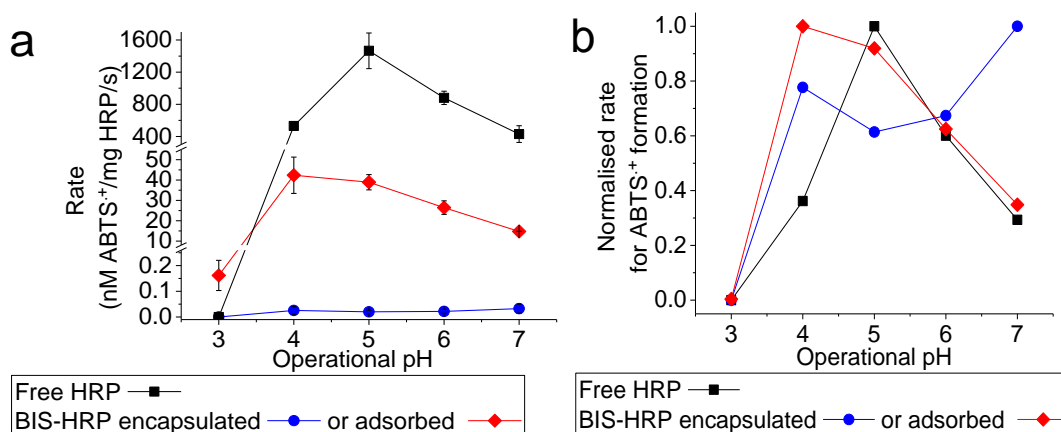 a
1600
1200
800
400
50
40
30
20
10
0.2
0.1
0.0
Rate
(nM ABTS·+/mg HRP/s)
3 4 5 6 7
Operational pH
Free HRP
BIS-HRP encapsulated or adsorbed
b
1.0
0.8
0.6
0.4
0.2
0.0
Normalised rate
for ABTS·+ formation
3 4 5 6 7
Operational pH
Free HRP
BIS-HRP encapsulated or adsorbed